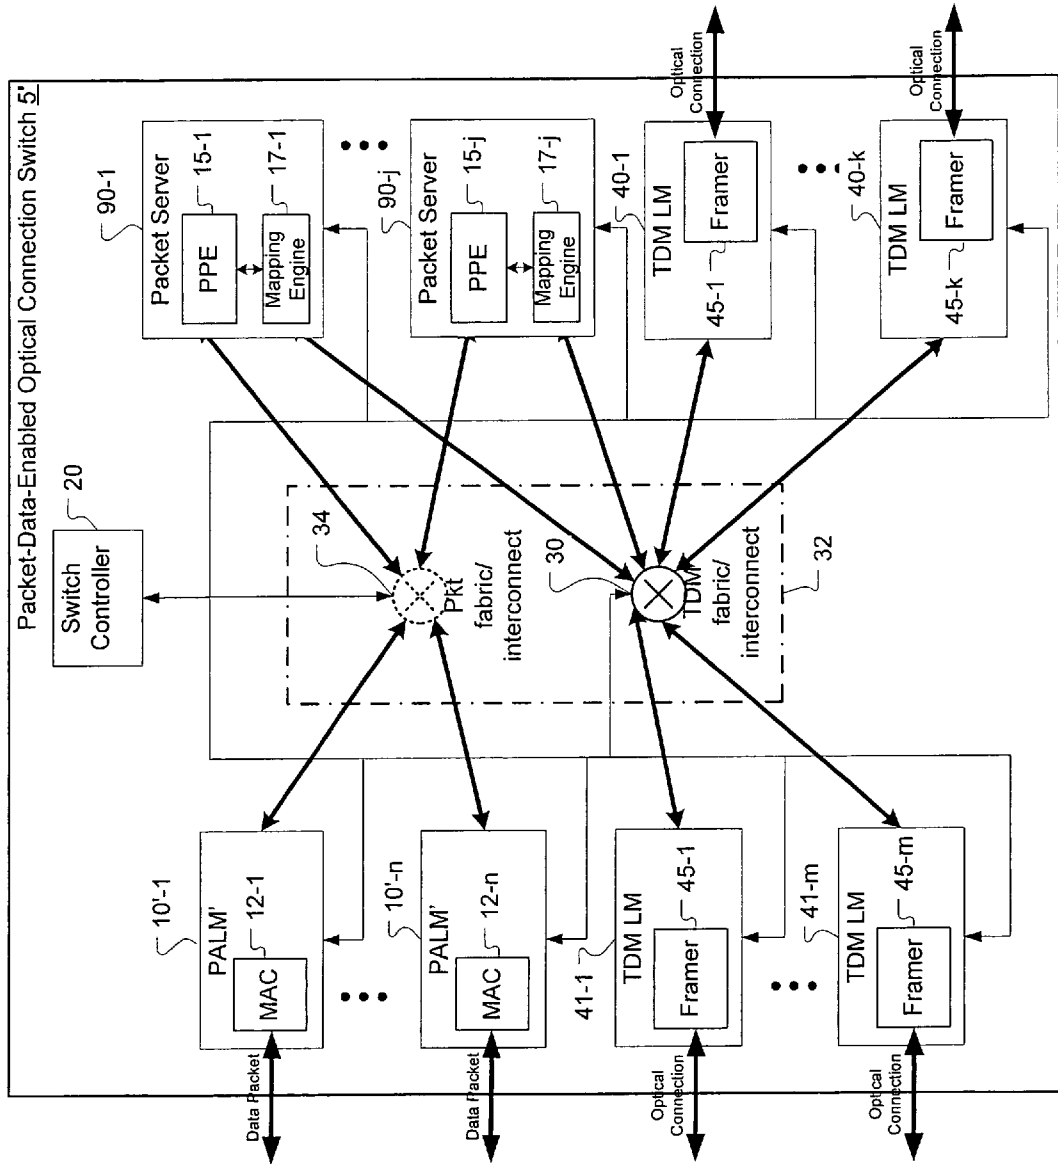 Packet-Data-Enabled Optical Connection Switch 5'
Switch
Controller
20
10'-1
PALM'
12-1
MAC
Data Packet
10'-n
PALM'
12-n
MAC
Data Packet
41-1
TDM LM
45-1
Framer
Optical
Connection
41-m
TDM LM
45-m
Framer
Optical
Connection
34
Pkt
fabric/
interconnect
30
TDM
fabric/
interconnect
32
90-1
Packet Server
15-1
PPE
17-1
Mapping
Engine
90-j
Packet Server
15-j
PPE
17-j
Mapping
Engine
40-1
TDM LM
45-1
Framer
Optical
Connection
40-k
TDM LM
45-k
Framer
Optical
Connection